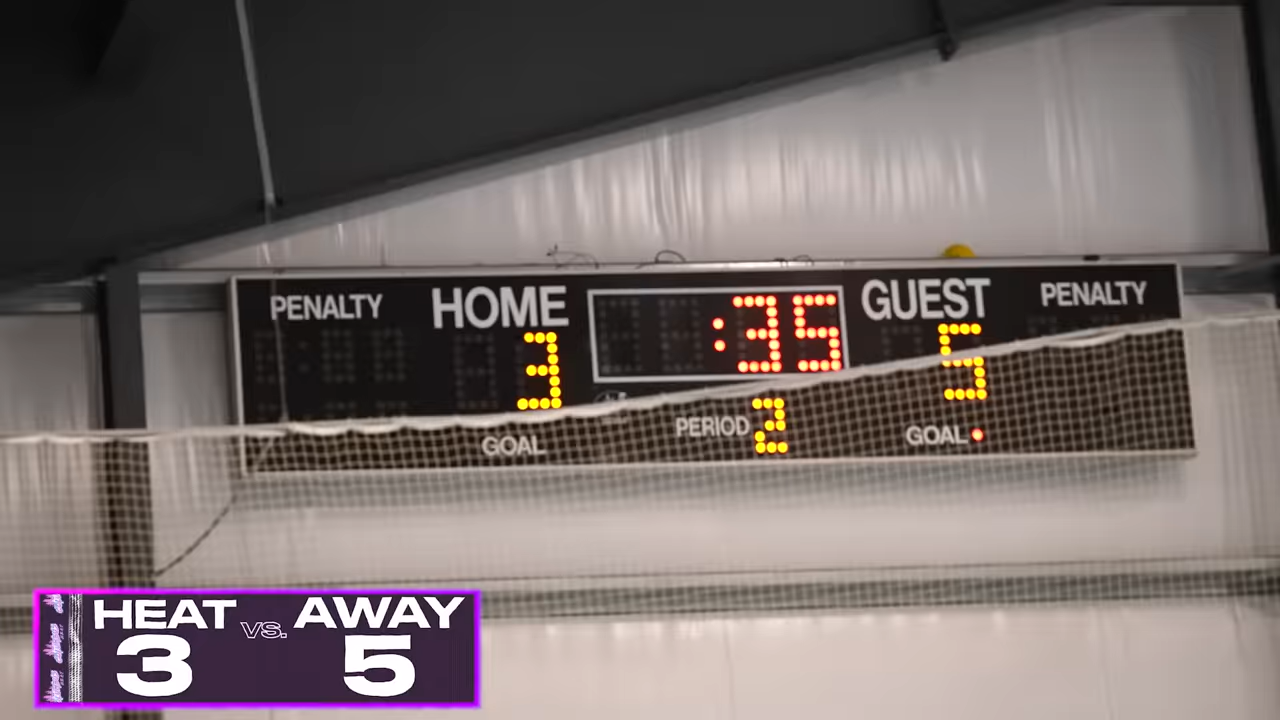 PENALTY HOME :35 GUEST PENALTY
3 5
GOAL PERIOD 2 GOAL
HEAT vs. AWAY
3 5